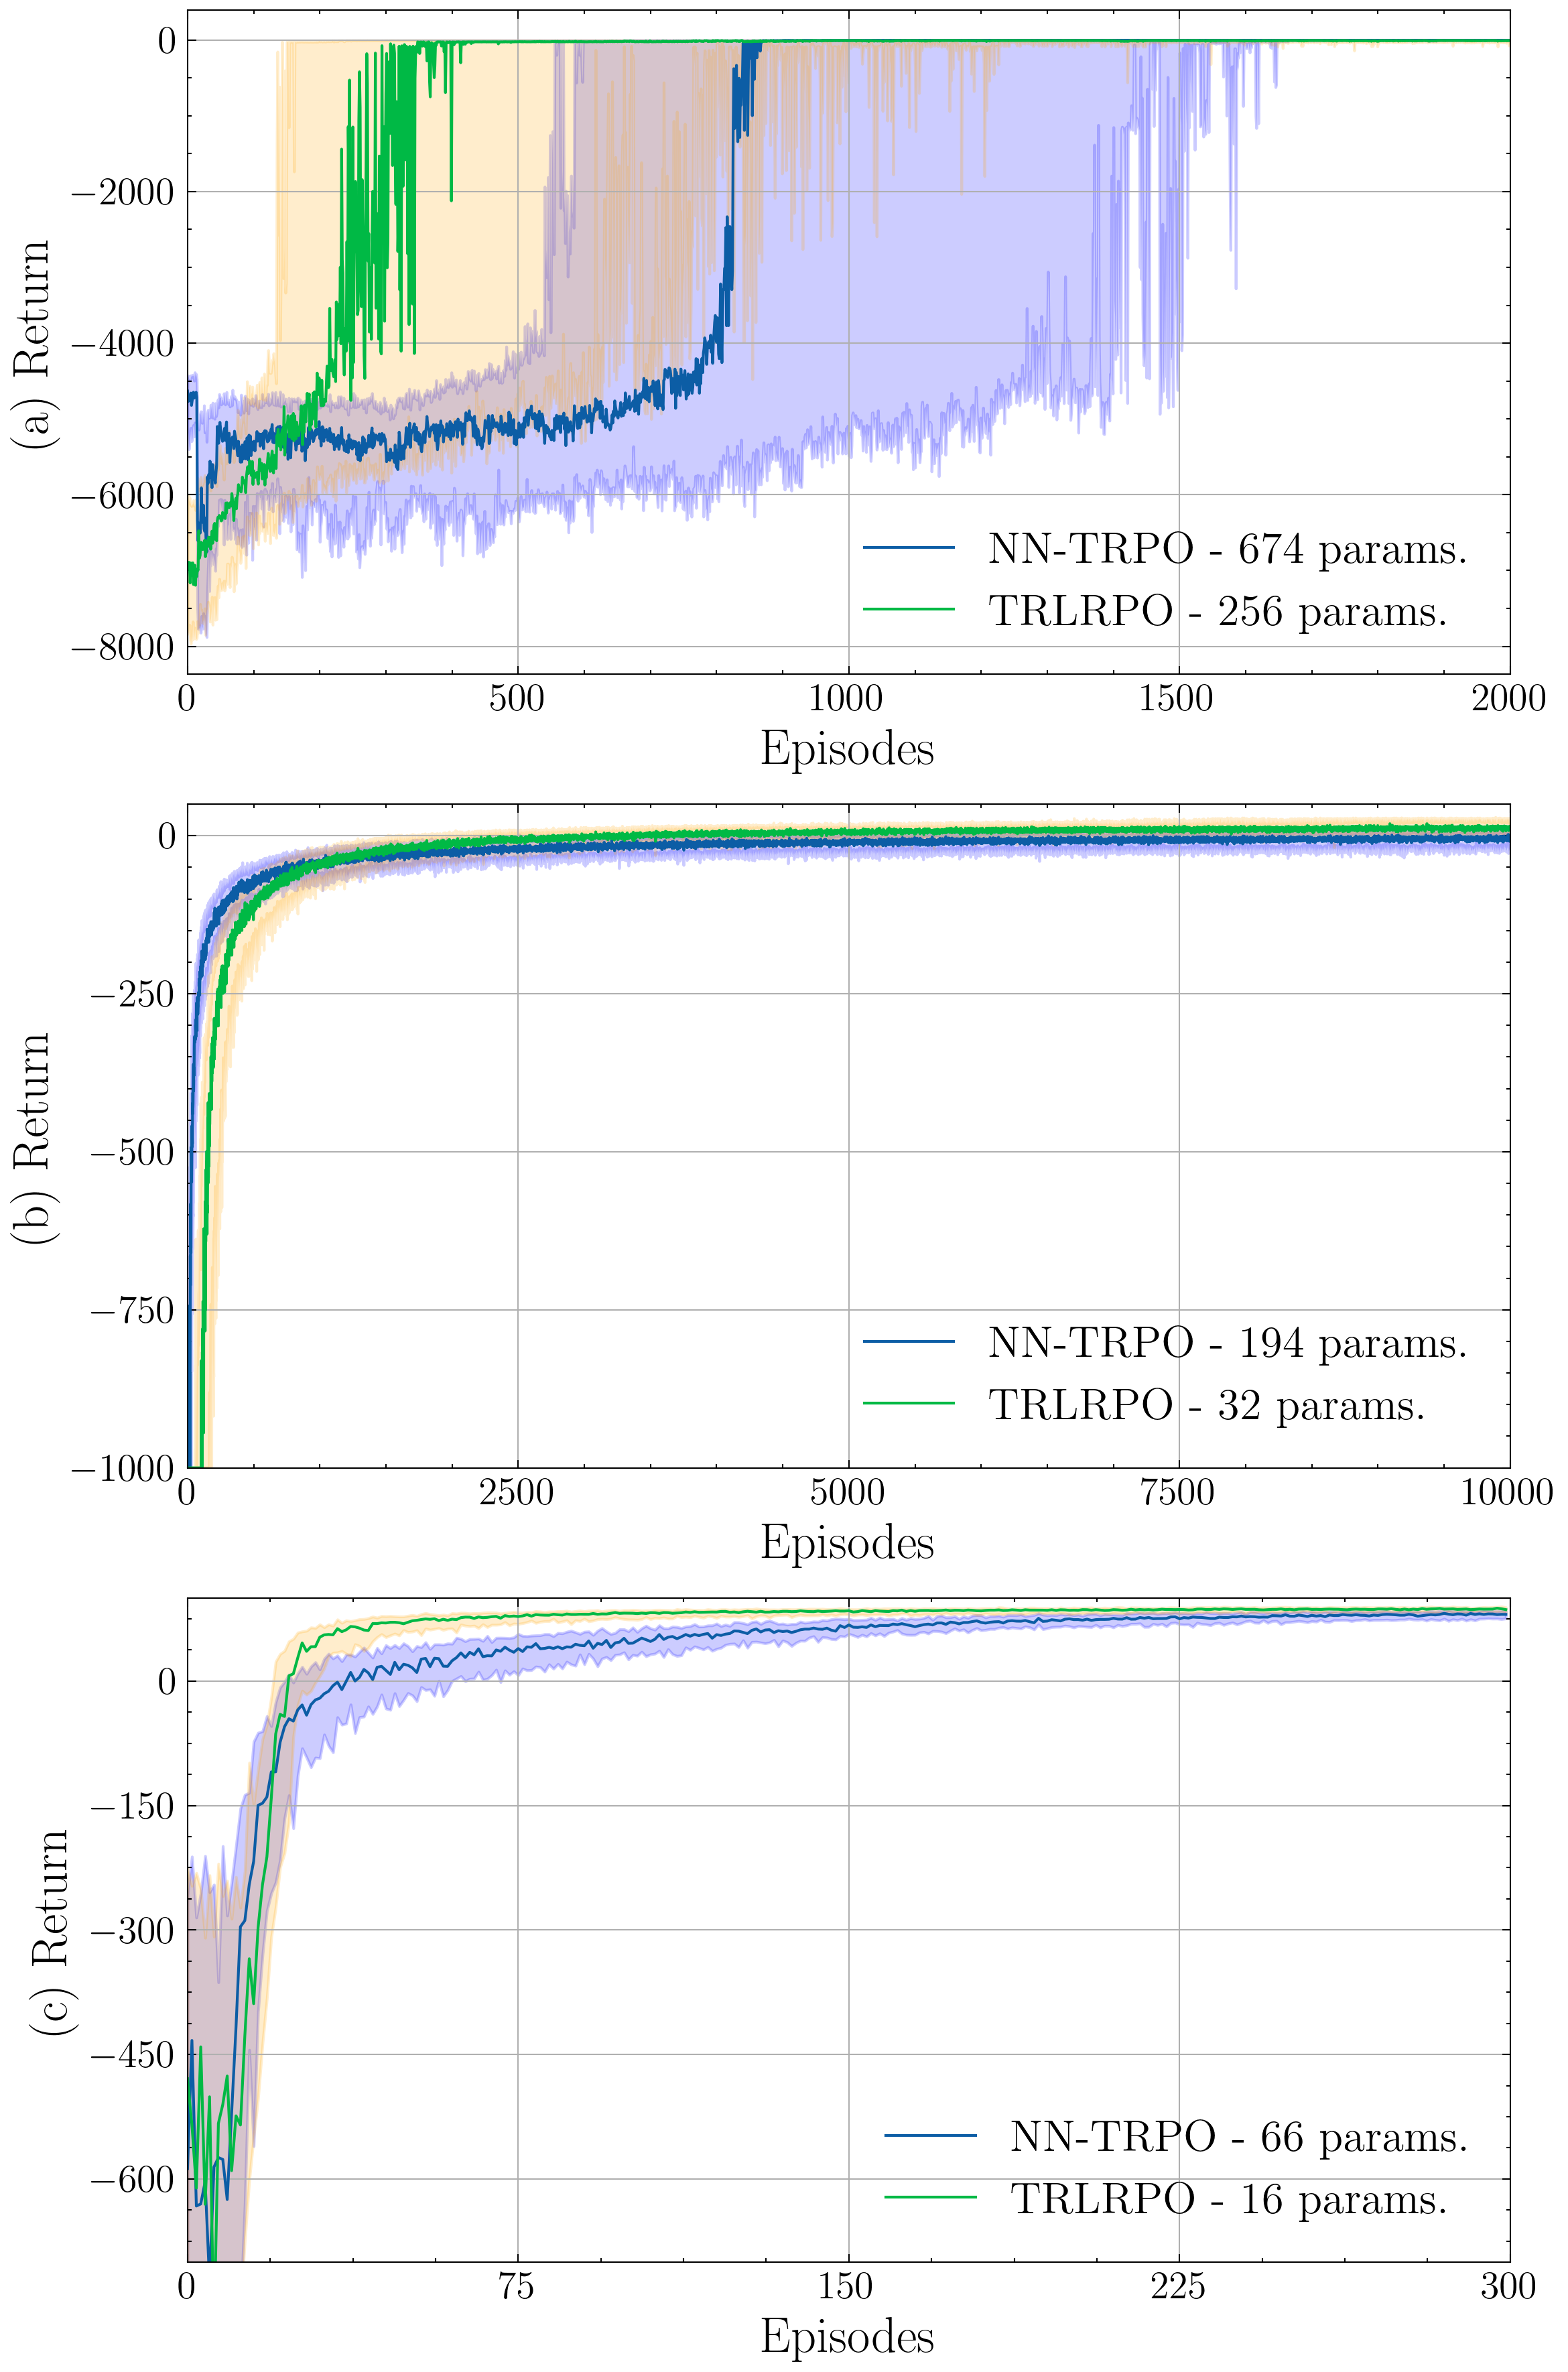 0
−2000
−4000
−6000
−8000
(a) Return
NN-TRPO - 674 params.
TRLRPO - 256 params.
0 500 1000 1500 2000
Episodes
0
−250
−500
−750
−1000
(b) Return
NN-TRPO - 194 params.
TRLRPO - 32 params.
0 2500 5000 7500 10000
Episodes
0
−150
−300
−450
−600
(c) Return
NN-TRPO - 66 params.
TRLRPO - 16 params.
0 75 150 225 300
Episodes